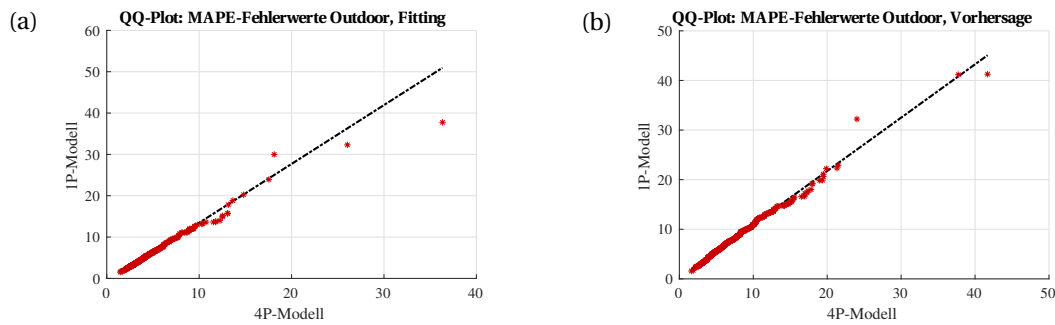 (a)
QQ-Plot: MAPE-Fehlerwerte Outdoor, Fitting
60
50
40
30
20
10
0
1P-Modell
0 10 20 30 40
4P-Modell
(b)
QQ-Plot: MAPE-Fehlerwerte Outdoor, Vorhersage
50
40
30
20
10
0
1P-Modell
0 10 20 30 40 50
4P-Modell